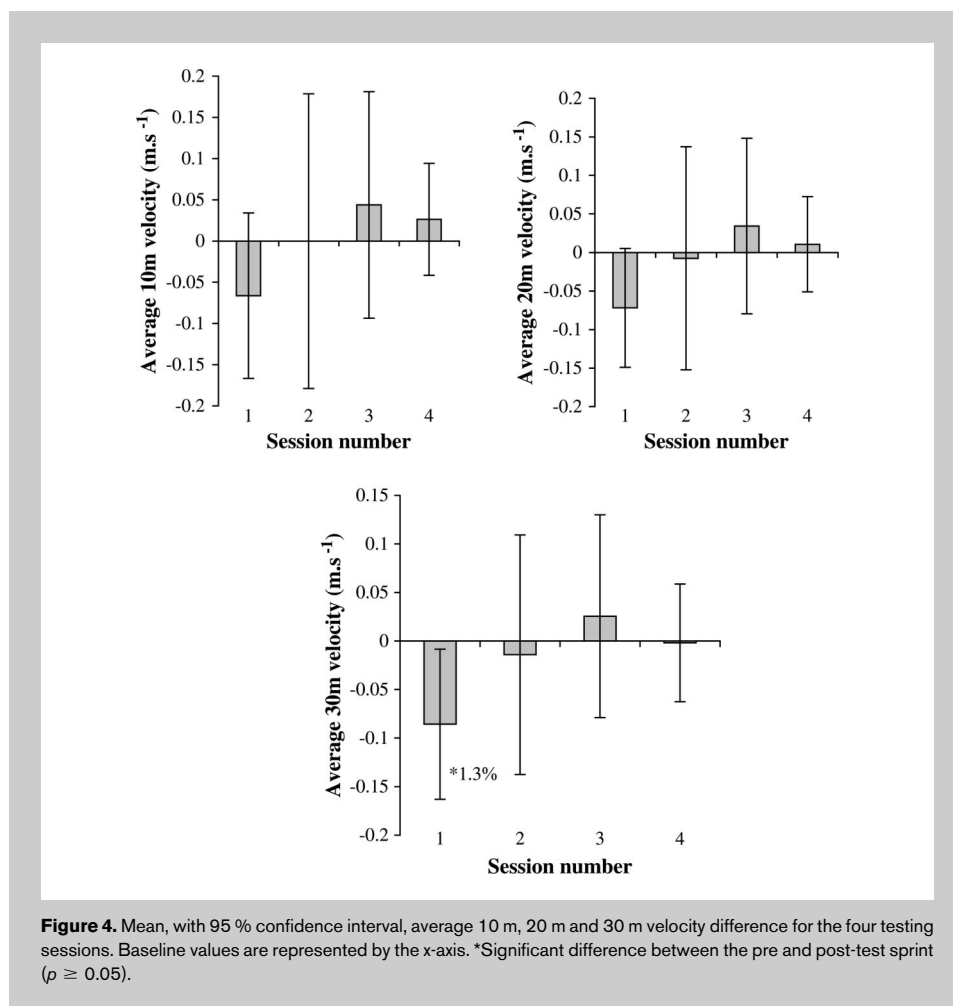 0.2
0.15
0.1
0.05
0
-0.05
-0.1
-0.15
-0.2
Average 10m velocity (m.s -1)
1 2 3 4
Session number
0.2
0.15
0.1
0.05
0
-0.05
-0.1
-0.15
-0.2
Average 20m velocity (m.s -1)
1 2 3 4
Session number
0.15
0.1
0.05
0
-0.05
-0.1
-0.15
-0.2
Average 30m velocity (m.s -1)
*1.3%
1 2 3 4
Session number
Figure 4. Mean, with 95 % confidence interval, average 10 m, 20 m and 30 m velocity difference for the four testing
sessions. Baseline values are represented by the x-axis. *Significant difference between the pre and post-test sprint
(p ≥ 0.05).